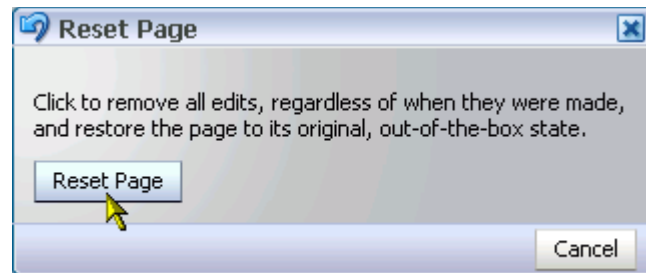 Reset Page
Click to remove all edits, regardless of when they were made,
and restore the page to its original, out-of-the-box state.
Reset Page
Cancel